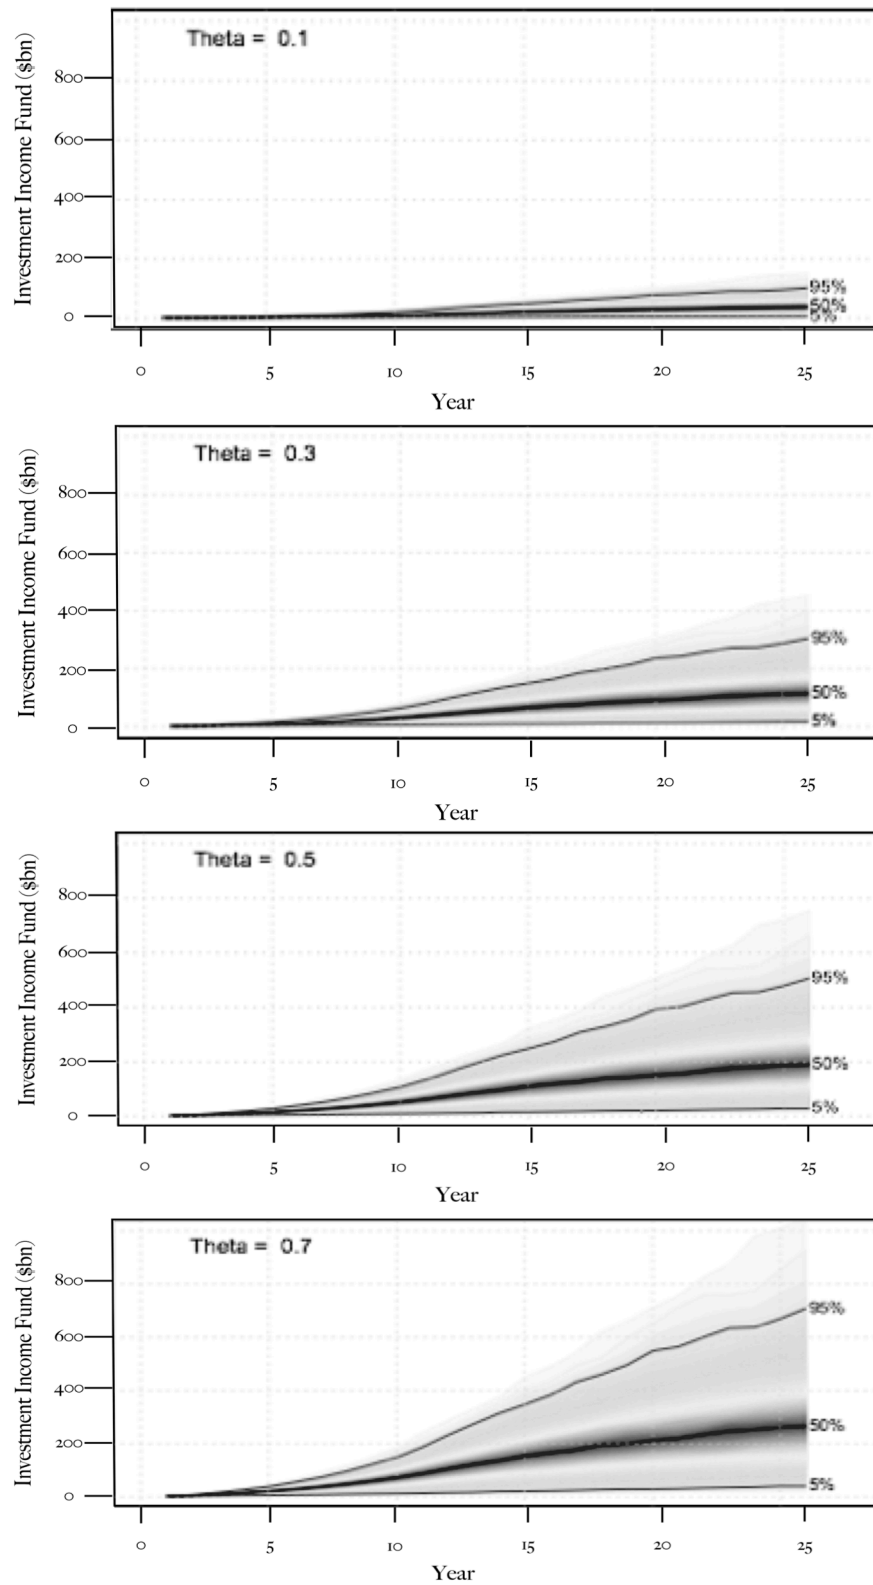 Theta = 0.1
Investment Income Fund ($bn)
800
600
400
200
0
95%
50%
5%
0 5 10 15 20 25
Year
Theta = 0.3
Investment Income Fund ($bn)
800
600
400
200
0
95%
50%
5%
0 5 10 15 20 25
Year
Theta = 0.5
Investment Income Fund ($bn)
800
600
400
200
0
95%
50%
5%
0 5 10 15 20 25
Year
Theta = 0.7
Investment Income Fund ($bn)
800
600
400
200
0
95%
50%
5%
0 5 10 15 20 25
Year